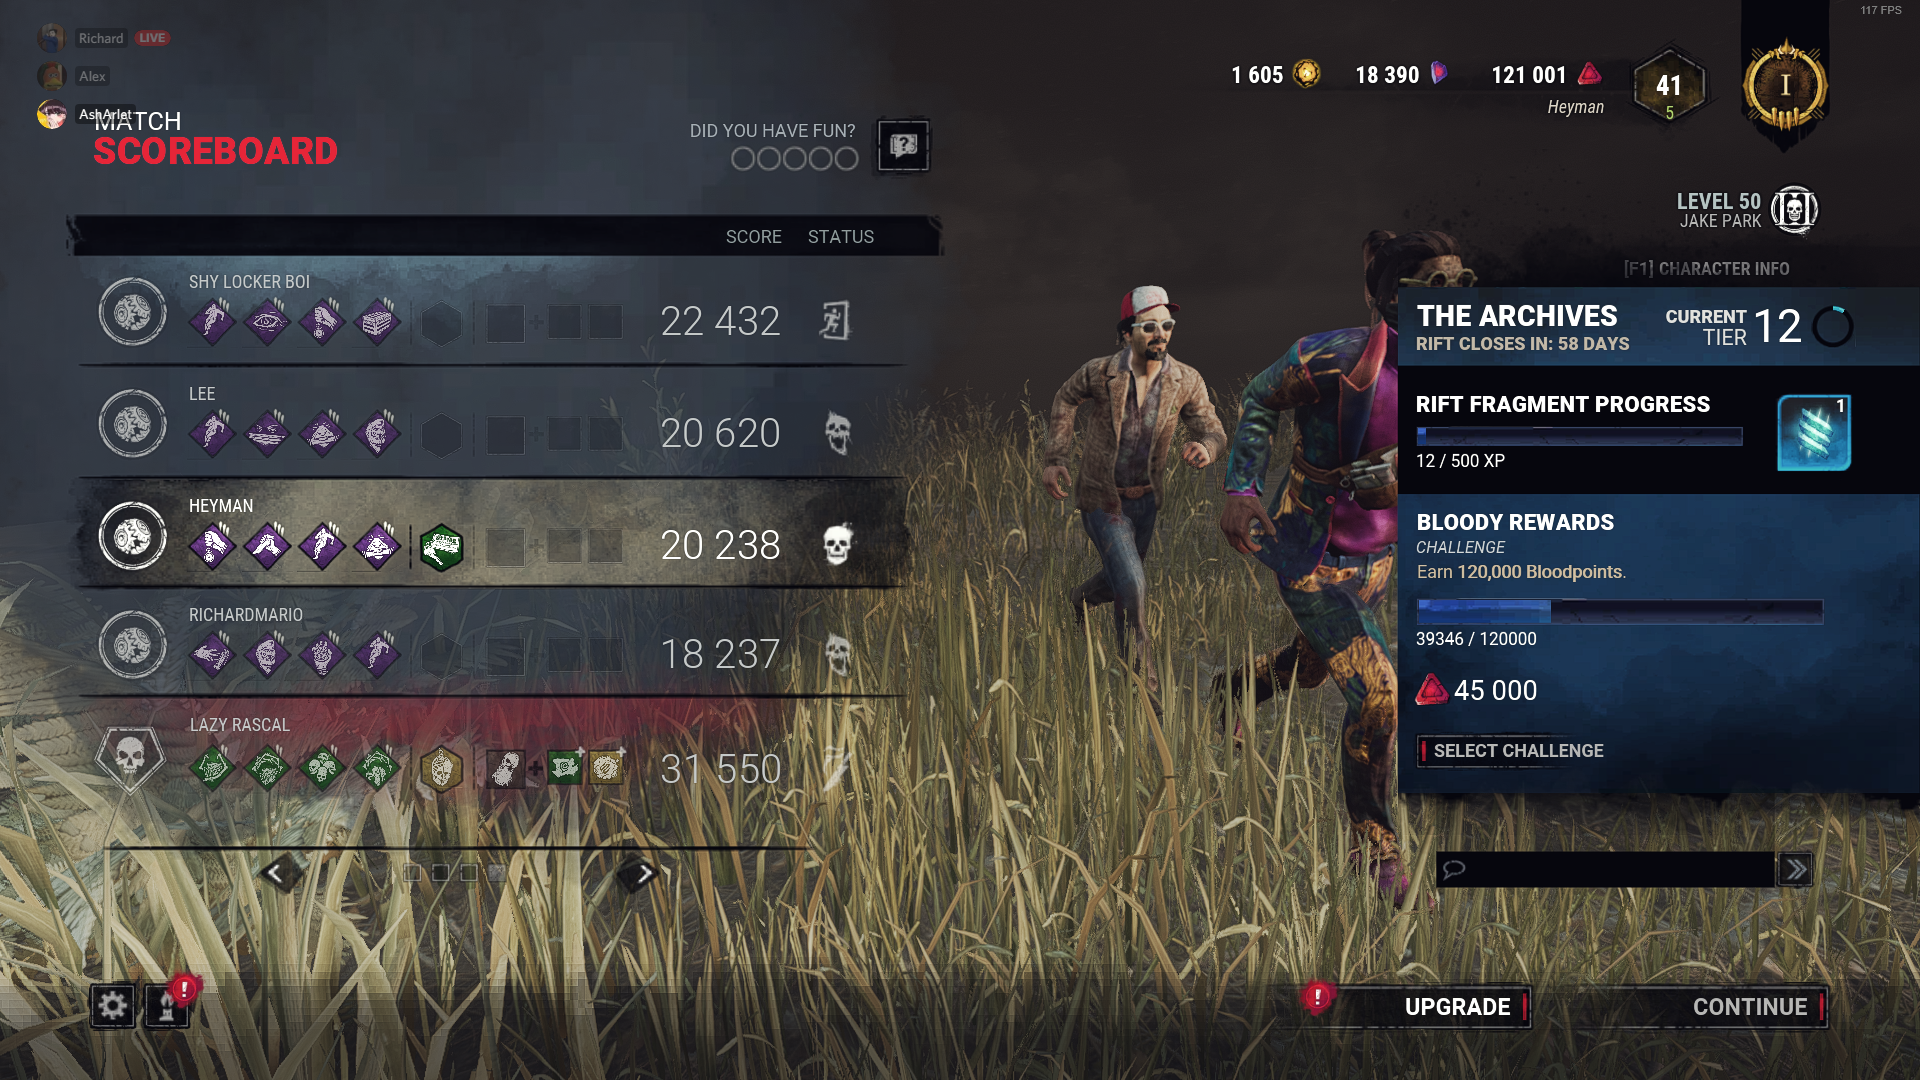 117 FPS
Richard LIVE
Alex
AshArlet
MATCH
SCOREBOARD
DID YOU HAVE FUN?
1 605
18 390
121 001
Heyman
41
5
I
LEVEL 50
JAKE PARK
[F1] CHARACTER INFO
SCORE STATUS
SHY LOCKER BOI
22 432
LEE
20 620
HEYMAN
20 238
RICHARDMARIO
18 237
LAZY RASCAL
31 550
THE ARCHIVES
RIFT CLOSES IN: 58 DAYS
CURRENT
TIER 12
RIFT FRAGMENT PROGRESS
1
12 / 500 XP
BLOODY REWARDS
CHALLENGE
Earn 120,000 Bloodpoints.
39346 / 120000
45 000
SELECT CHALLENGE
UPGRADE
CONTINUE